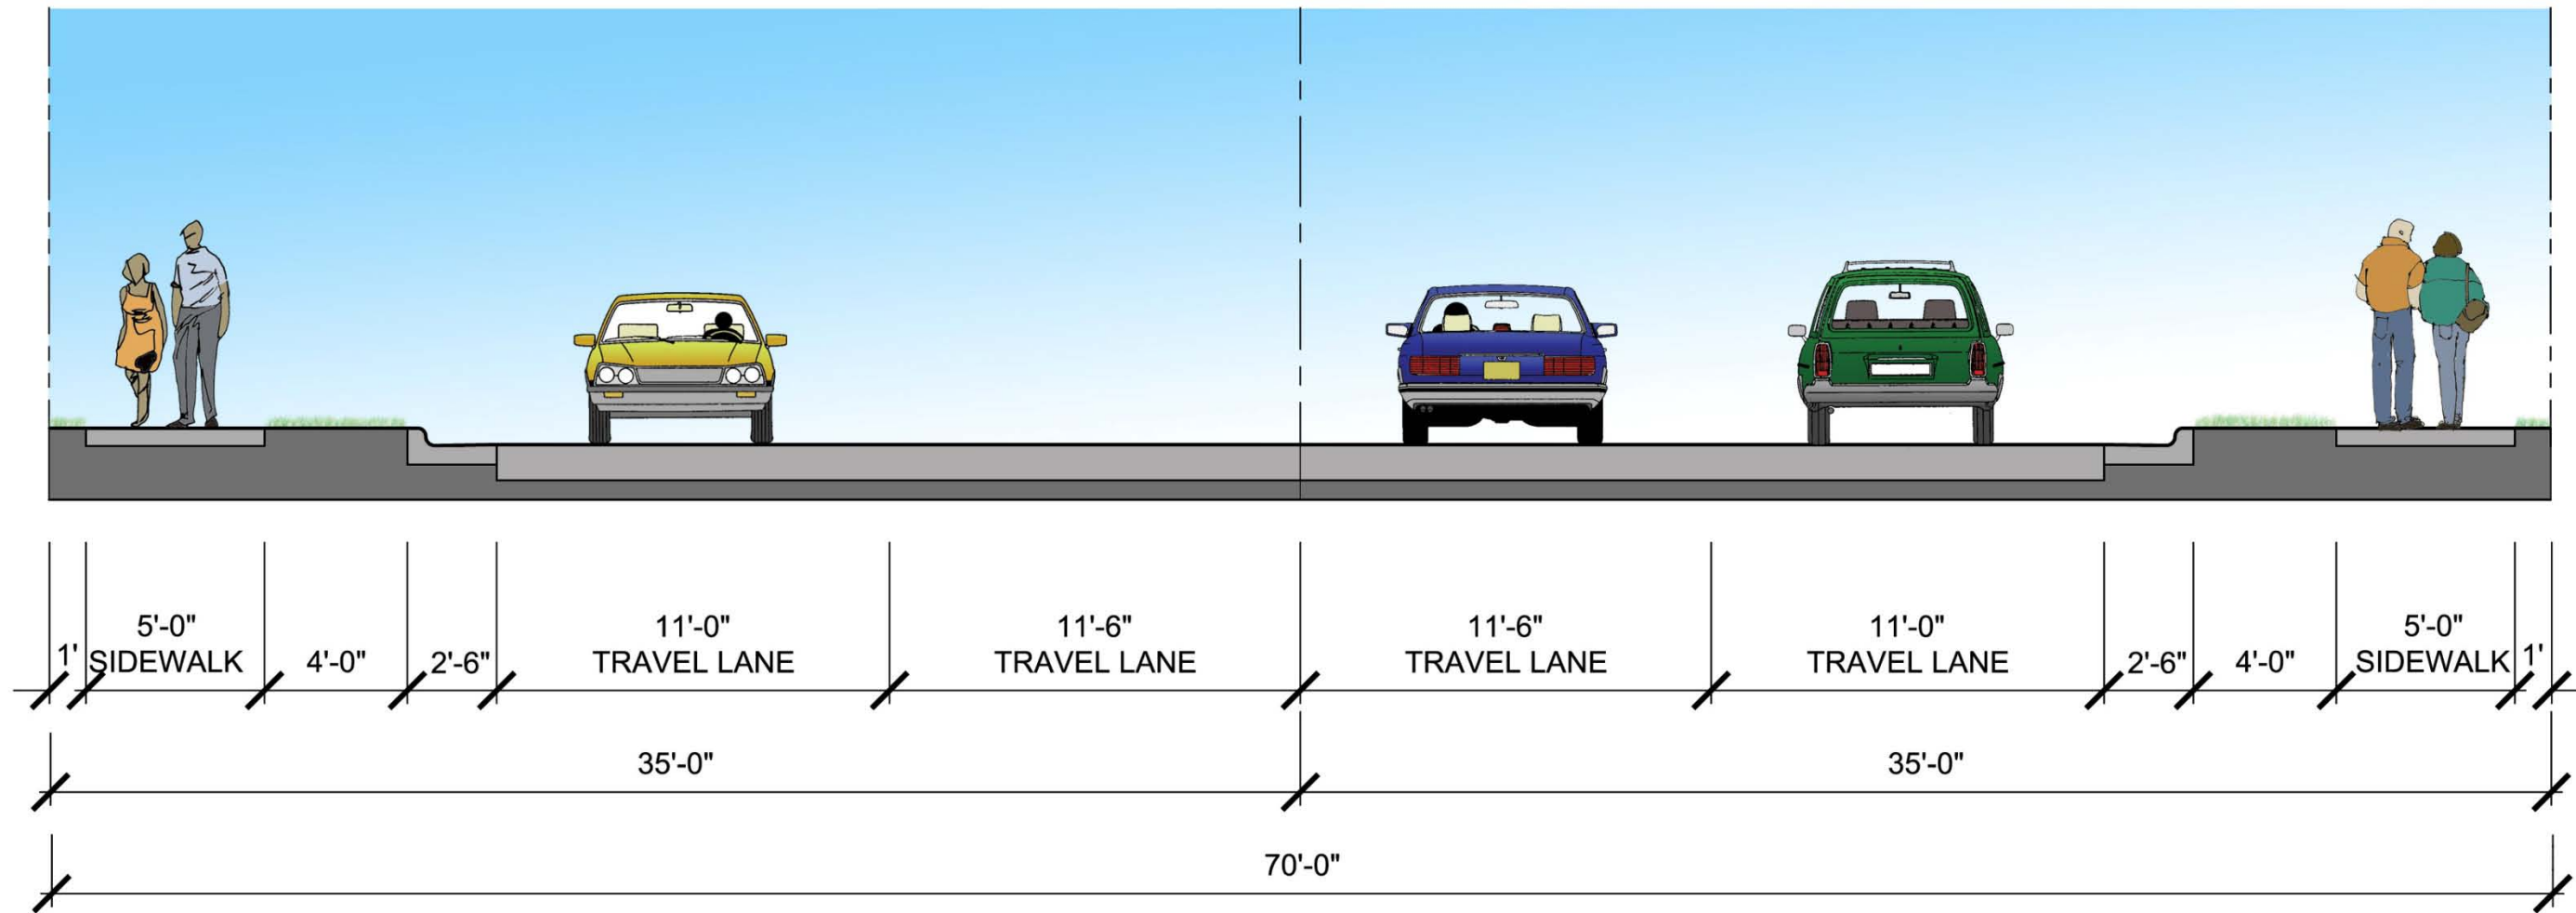 1'
5'-0"
SIDEWALK
4'-0"
2'-6"
11'-0"
TRAVEL LANE
11'-6"
TRAVEL LANE
11'-6"
TRAVEL LANE
11'-0"
TRAVEL LANE
2'-6"
4'-0"
5'-0"
SIDEWALK
1'
35'-0"
35'-0"
70'-0"